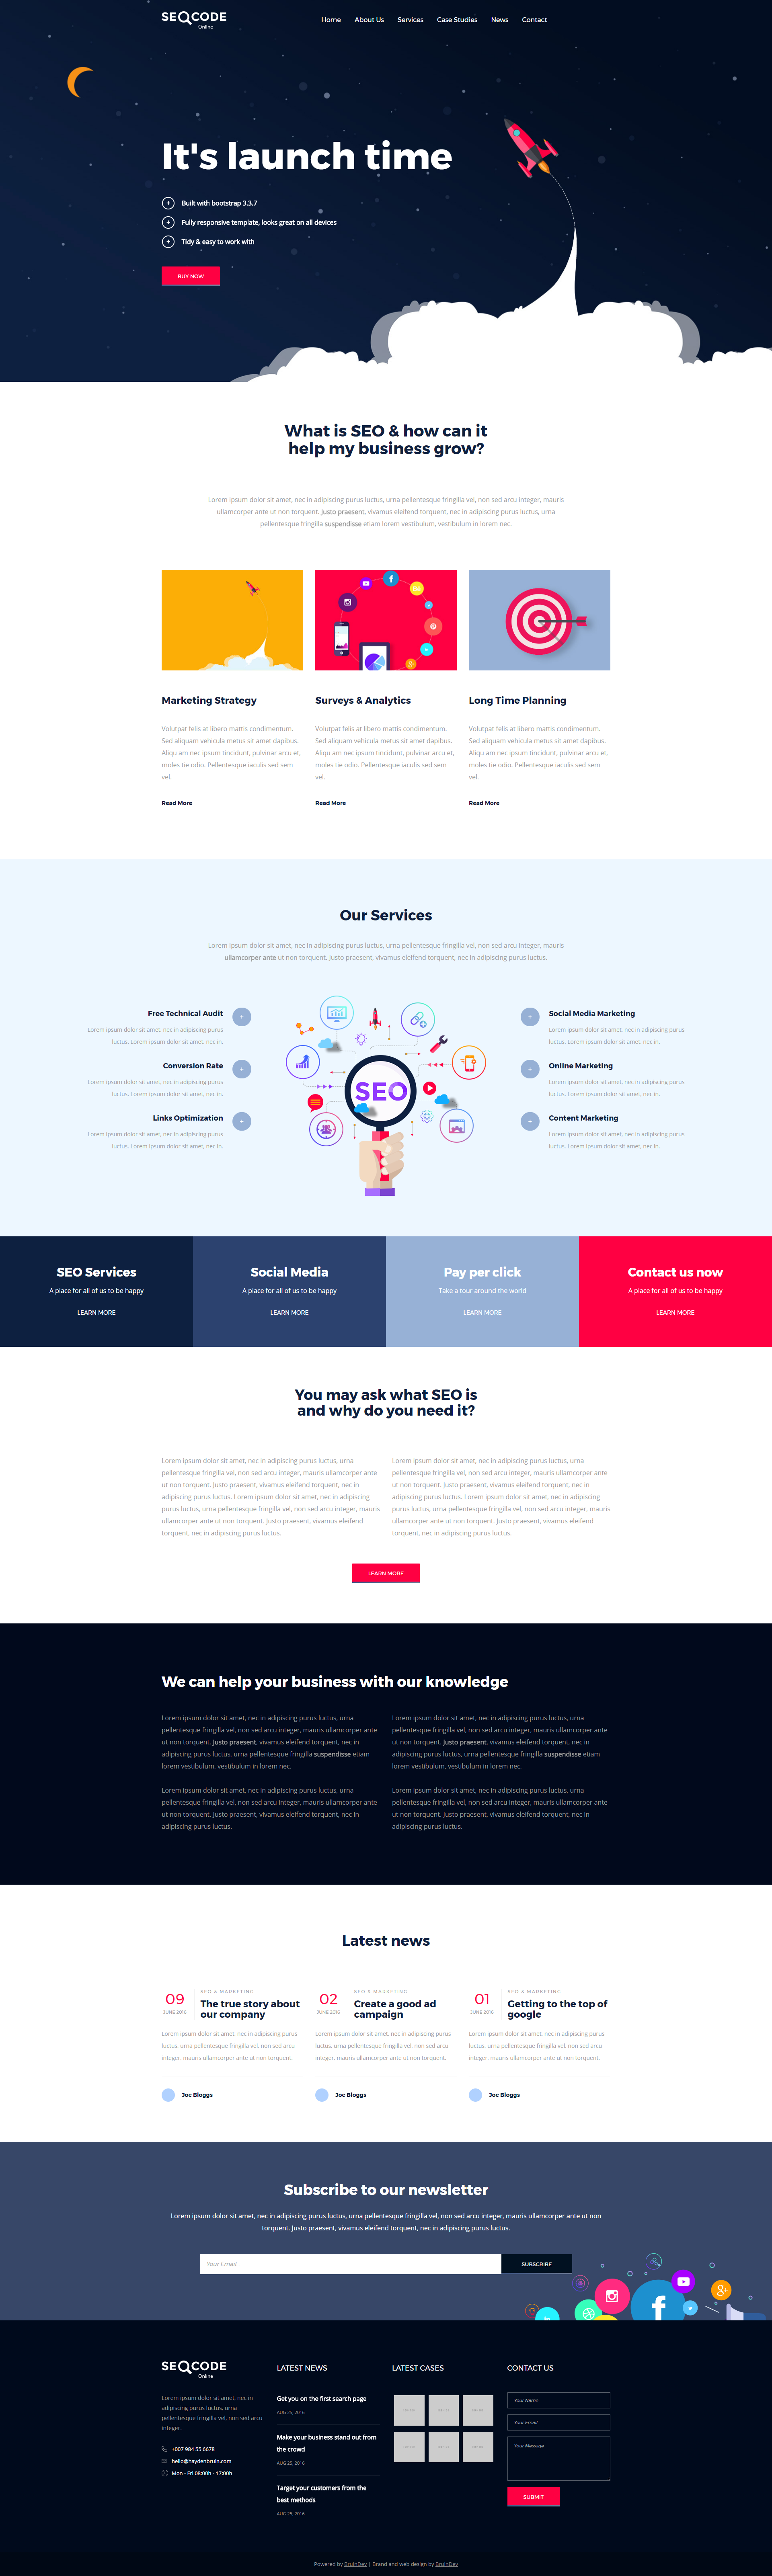 SEOCODE
Online
Home About Us Services Case Studies News Contact
It's launch time
Built with bootstrap 3.3.7
Fully responsive template, looks great on all devices
Tidy & easy to work with
BUY NOW
What is SEO & how can it
help my business grow?
Lorem ipsum dolor sit amet, nec in adipiscing purus luctus, urna pellentesque fringilla vel, non sed arcu integer, mauris
ullamcorper ante ut non torquent. Justo praesent, vivamus eleifend torquent, nec in adipiscing purus luctus, urna
pellentesque fringilla suspendisse etiam lorem vestibulum, vestibulum in lorem nec.
Marketing Strategy
Volutpat felis at libero mattis condimentum.
Sed aliquam vehicula metus sit amet dapibus.
Aliqu am nec ipsum tincidunt, pulvinar arcu et,
moles tie odio. Pellentesque iaculis sed sem
vel.
Read More
Surveys & Analytics
Volutpat felis at libero mattis condimentum.
Sed aliquam vehicula metus sit amet dapibus.
Aliqu am nec ipsum tincidunt, pulvinar arcu et,
moles tie odio. Pellentesque iaculis sed sem
vel.
Read More
Long Time Planning
Volutpat felis at libero mattis condimentum.
Sed aliquam vehicula metus sit amet dapibus.
Aliqu am nec ipsum tincidunt, pulvinar arcu et,
moles tie odio. Pellentesque iaculis sed sem
vel.
Read More
Our Services
Lorem ipsum dolor sit amet, nec in adipiscing purus luctus, urna pellentesque fringilla vel, non sed arcu integer, mauris
ullamcorper ante ut non torquent. Justo praesent, vivamus eleifend torquent, nec in adipiscing purus luctus.
Free Technical Audit
Lorem ipsum dolor sit amet, nec in adipiscing purus
luctus. Lorem ipsum dolor sit amet, nec in.
Conversion Rate
Lorem ipsum dolor sit amet, nec in adipiscing purus
luctus. Lorem ipsum dolor sit amet, nec in.
Links Optimization
Lorem ipsum dolor sit amet, nec in adipiscing purus
luctus. Lorem ipsum dolor sit amet, nec in.
SEO
Social Media Marketing
Lorem ipsum dolor sit amet, nec in adipiscing purus
luctus. Lorem ipsum dolor sit amet, nec in.
Online Marketing
Lorem ipsum dolor sit amet, nec in adipiscing purus
luctus. Lorem ipsum dolor sit amet, nec in.
Content Marketing
Lorem ipsum dolor sit amet, nec in adipiscing purus
luctus. Lorem ipsum dolor sit amet, nec in.
SEO Services
A place for all of us to be happy
LEARN MORE
Social Media
A place for all of us to be happy
LEARN MORE
Pay per click
Take a tour around the world
LEARN MORE
Contact us now
A place for all of us to be happy
LEARN MORE
You may ask what SEO is
and why do you need it?
Lorem ipsum dolor sit amet, nec in adipiscing purus luctus, urna
pellentesque fringilla vel, non sed arcu integer, mauris ullamcorper ante
ut non torquent. Justo praesent, vivamus eleifend torquent, nec in
adipiscing purus luctus. Lorem ipsum dolor sit amet, nec in adipiscing
purus luctus, urna pellentesque fringilla vel, non sed arcu integer, mauris
ullamcorper ante ut non torquent. Justo praesent, vivamus eleifend
torquent, nec in adipiscing purus luctus.
Lorem ipsum dolor sit amet, nec in adipiscing purus luctus, urna
pellentesque fringilla vel, non sed arcu integer, mauris ullamcorper ante
ut non torquent. Justo praesent, vivamus eleifend torquent, nec in
adipiscing purus luctus. Lorem ipsum dolor sit amet, nec in adipiscing
purus luctus, urna pellentesque fringilla vel, non sed arcu integer, mauris
ullamcorper ante ut non torquent. Justo praesent, vivamus eleifend
torquent, nec in adipiscing purus luctus.
LEARN MORE
We can help your business with our knowledge
Lorem ipsum dolor sit amet, nec in adipiscing purus luctus, urna
pellentesque fringilla vel, non sed arcu integer, mauris ullamcorper ante
ut non torquent. Justo praesent, vivamus eleifend torquent, nec in
adipiscing purus luctus, urna pellentesque fringilla suspendisse etiam
lorem vestibulum, vestibulum in lorem nec.
Lorem ipsum dolor sit amet, nec in adipiscing purus luctus, urna
pellentesque fringilla vel, non sed arcu integer, mauris ullamcorper ante
ut non torquent. Justo praesent, vivamus eleifend torquent, nec in
adipiscing purus luctus.
Lorem ipsum dolor sit amet, nec in adipiscing purus luctus, urna
pellentesque fringilla vel, non sed arcu integer, mauris ullamcorper ante
ut non torquent. Justo praesent, vivamus eleifend torquent, nec in
adipiscing purus luctus, urna pellentesque fringilla suspendisse etiam
lorem vestibulum, vestibulum in lorem nec.
Lorem ipsum dolor sit amet, nec in adipiscing purus luctus, urna
pellentesque fringilla vel, non sed arcu integer, mauris ullamcorper ante
ut non torquent. Justo praesent, vivamus eleifend torquent, nec in
adipiscing purus luctus.
Latest news
09
JUNE 2016
SEO & MARKETING
The true story about
our company
Lorem ipsum dolor sit amet, nec in adipiscing purus
luctus, urna pellentesque fringilla vel, non sed arcu
integer, mauris ullamcorper ante ut non torquent.
Joe Bloggs
02
JUNE 2016
SEO & MARKETING
Create a good ad
campaign
Lorem ipsum dolor sit amet, nec in adipiscing purus
luctus, urna pellentesque fringilla vel, non sed arcu
integer, mauris ullamcorper ante ut non torquent.
Joe Bloggs
01
JUNE 2016
SEO & MARKETING
Getting to the top of
google
Lorem ipsum dolor sit amet, nec in adipiscing purus
luctus, urna pellentesque fringilla vel, non sed arcu
integer, mauris ullamcorper ante ut non torquent.
Joe Bloggs
Subscribe to our newsletter
Lorem ipsum dolor sit amet, nec in adipiscing purus luctus, urna pellentesque fringilla vel, non sed arcu integer, mauris ullamcorper ante ut non
torquent. Justo praesent, vivamus eleifend torquent, nec in adipiscing purus luctus.
Your Email..
SUBSCRIBE
SEOCODE
Online
Lorem ipsum dolor sit amet, nec in
adipiscing purus luctus, urna
pellentesque fringilla vel, non sed arcu
integer.
+007 984 55 6678
hello@haydenbruin.com
Mon - Fri 08:00h - 17:00h
LATEST NEWS
Get you on the first search page
AUG 25, 2016
Make your business stand out from
the crowd
AUG 25, 2016
Target your customers from the
best methods
AUG 25, 2016
LATEST CASES
CONTACT US
Your Name
Your Email
Your Message
SUBMIT
Powered by BruinDev | Brand and web design by BruinDev